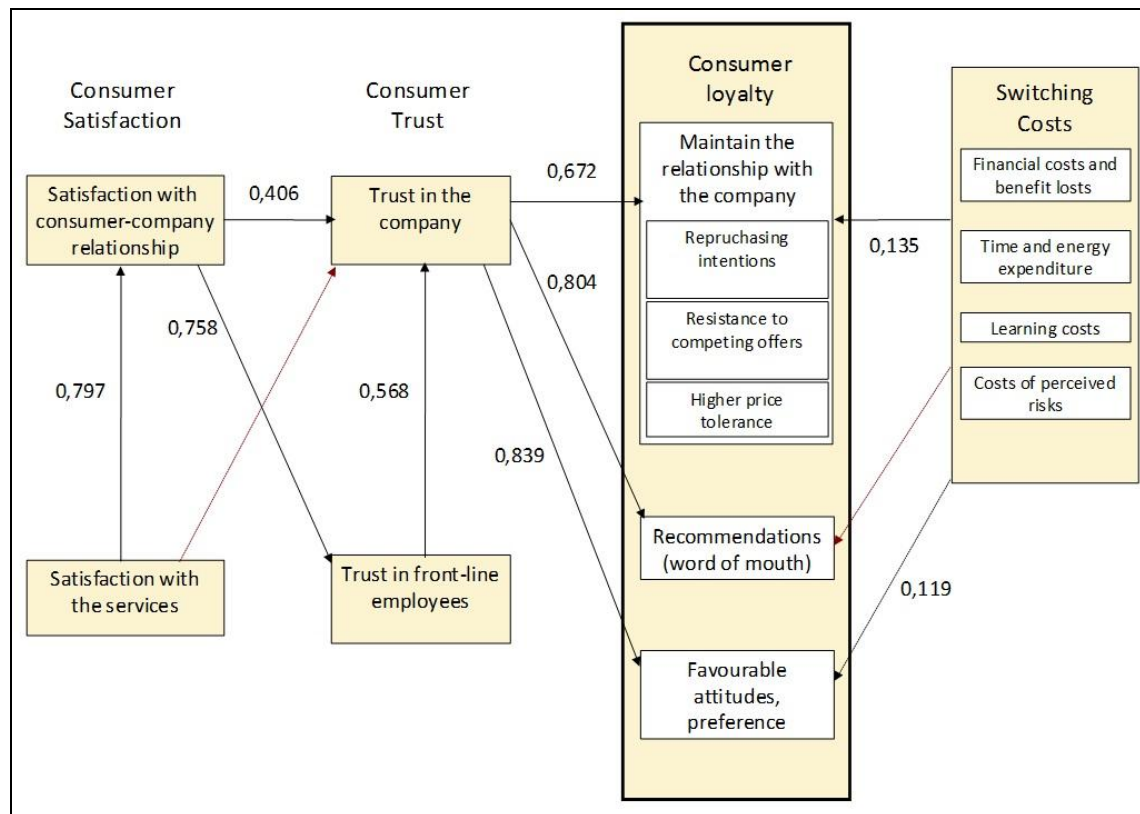 Consumer
Satisfaction
Consumer
Trust
Consumer
loyalty
Switching
Costs
Satisfaction with
consumer-company
relationship
0,406
Trust in the
company
0,672
Maintain the
relationship with
the company
Repruchasing
intentions
Resistance to
competing offers
Higher price
tolerance
0,135
Financial costs and
benefit losts
Time and energy
expenditure
Learning costs
Costs of perceived
risks
0,804
0,758
0,797
0,568
0,839
Satisfaction with
the services
Trust in front-line
employees
Recommendations
(word of mouth)
0,119
Favourable
attitudes,
preference